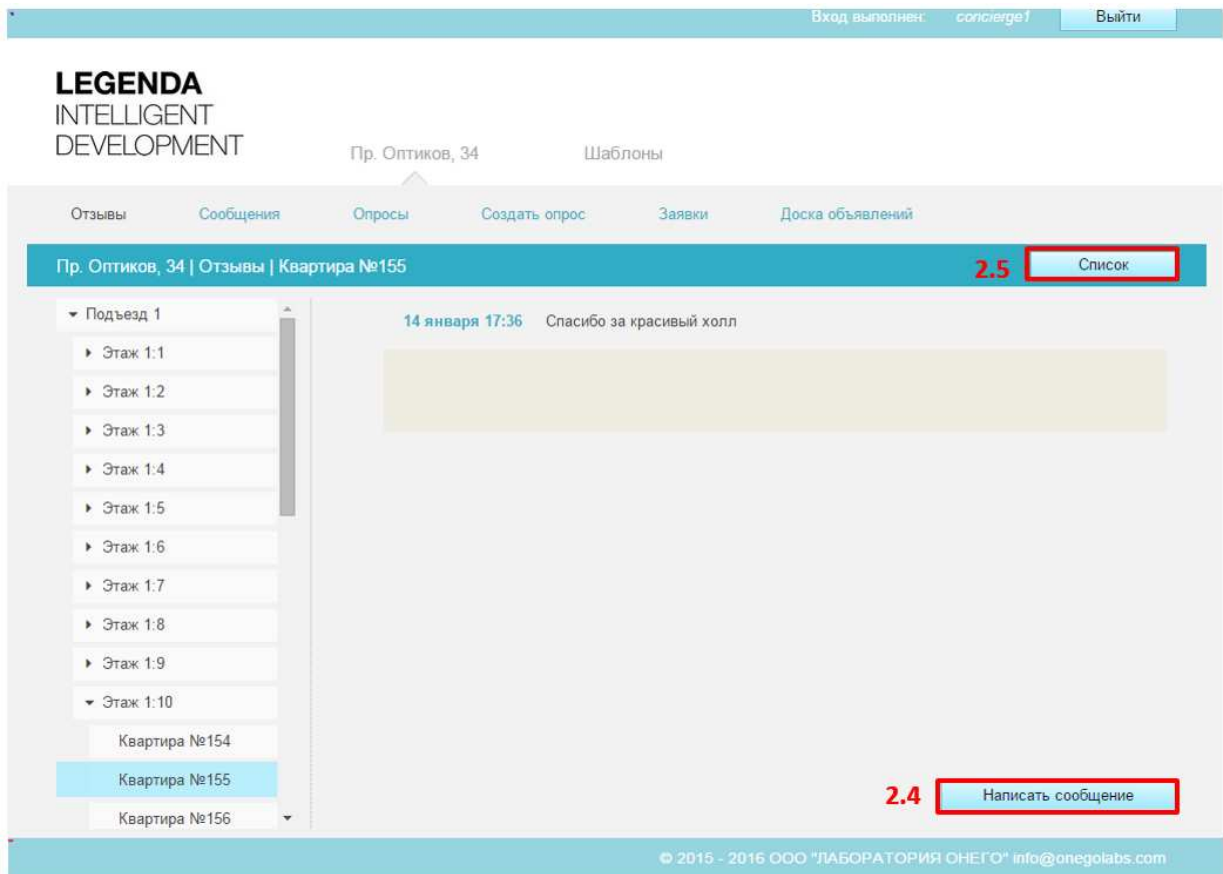 Вход выполнен: concierge1 Выйти
LEGENDA
INTELLIGENT
DEVELOPMENT
Пр. Оптиков, 34 Шаблоны
Отзывы Сообщения Опросы Создать опрос Заявки Доска объявлений
Пр. Оптиков, 34 | Отзывы | Квартира №155 2.5 Список
Подъезд 1
14 января 17:36 Спасибо за красивый холл
Этаж 1:1
Этаж 1:2
Этаж 1:3
Этаж 1:4
Этаж 1:5
Этаж 1:6
Этаж 1:7
Этаж 1:8
Этаж 1:9
Этаж 1:10
Квартира №154
Квартира №155
2.4 Написать сообщение
Квартира №156
© 2015 - 2016 ООО "ЛАБОРАТОРИЯ ОНЕГО" info@onegolabs.com